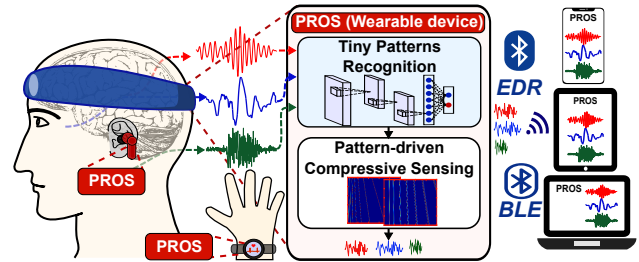 PROS (Wearable device)
Tiny Patterns
Recognition
Pattern-driven
Compressive Sensing
PROS
PROS
EDR
BLE
PROS
PROS
PROS